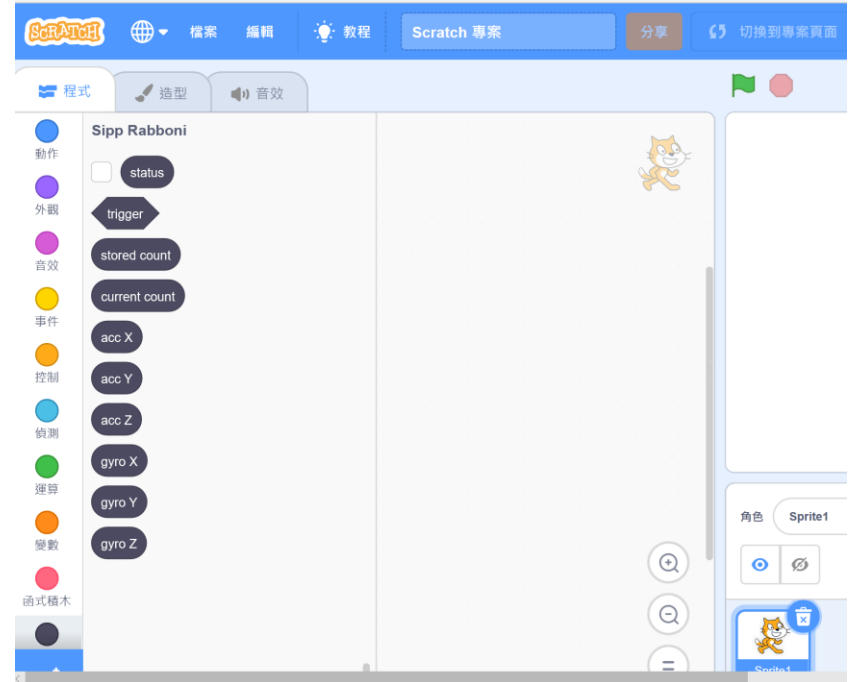 SCRATCH 檔案 編輯 教程 Scratch 專案 分享 切換到專案頁面
程式 造型 音效
Sipp Rabboni
動作
status
外觀
trigger
音效
stored count
事件
current count
控制
acc X
acc Y
偵測
acc Z
運算
gyro X
gyro Y
變數
gyro Z
函式積木
角色 Sprite1
Sprite1